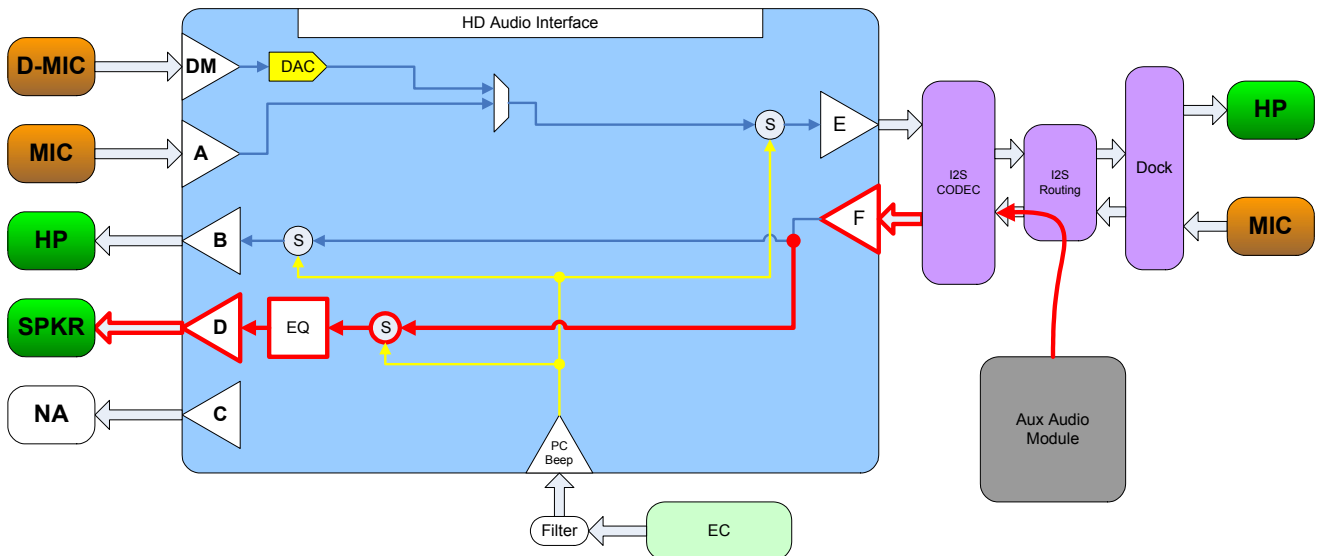 HD Audio Interface
D-MIC
DM
DAC
MIC
A
S
E
I2S
CODEC
I2S
Routing
Dock
HP
MIC
HP
B
S
F
SPKR
D
EQ
S
NA
C
PC
Beep
Aux Audio
Module
Filter
EC